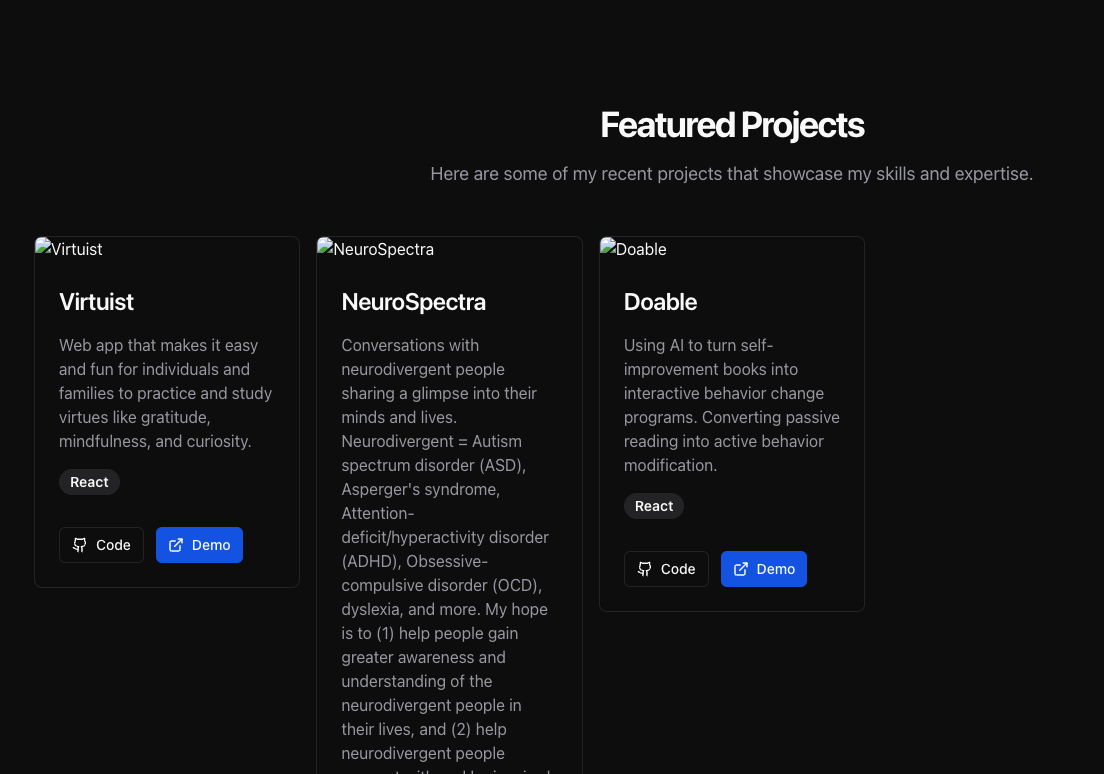 Featured Projects
Here are some of my recent projects that showcase my skills and expertise.
Virtuist
Virtuist
Web app that makes it easy
and fun for individuals and
families to practice and study
virtues like gratitude,
mindfulness, and curiosity.
React
Code
Demo
NeuroSpectra
NeuroSpectra
Conversations with
neurodivergent people
sharing a glimpse into their
minds and lives.
Neurodivergent = Autism
spectrum disorder (ASD),
Asperger's syndrome,
Attention-
deficit/hyperactivity disorder
(ADHD), Obsessive-
compulsive disorder (OCD),
dyslexia, and more. My hope
is to (1) help people gain
greater awareness and
understanding of the
neurodivergent people in
their lives, and (2) help
neurodivergent people
Doable
Doable
Using AI to turn self-
improvement books into
interactive behavior change
programs. Converting passive
reading into active behavior
modification.
React
Code
Demo